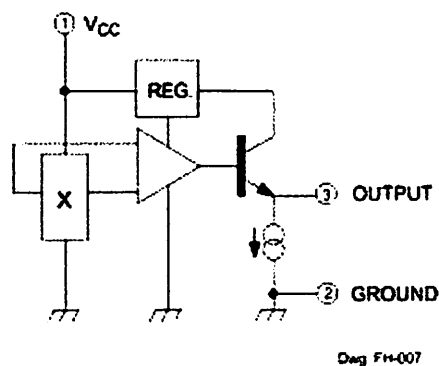 1 VCC
REG
X
3 OUTPUT
2 GROUND
Dwg FH-007